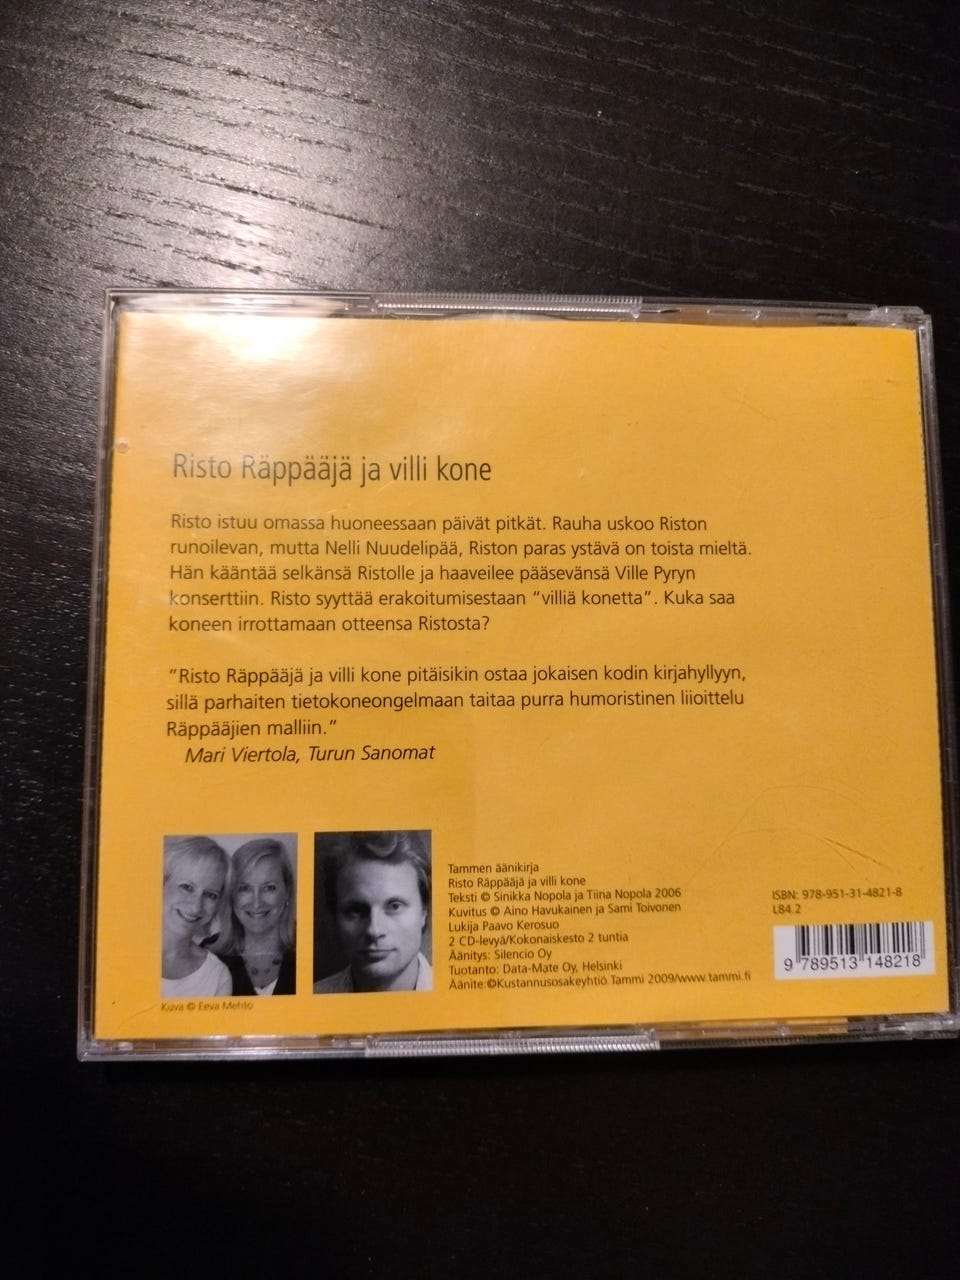 Risto Räppääjä ja villi kone
Risto istuu omassa huoneessaan päivät pitkät. Rauha uskoo Riston
runoilevan, mutta Nelli Nuudelipää, Riston paras ystävä on toista mieltä.
Hän kääntää selkänsä Ristolle ja haaveilee pääsevänsä Ville Pyryn
konserttiin. Risto syyttää erakoitumisestaan “villiä konetta”. Kuka saa
koneen irrottamaan otteensa Ristosta?
“Risto Räppääjä ja villi kone pitäisikin ostaa jokaisen kodin kirjahyllyyn,
sillä parhaiten tietokoneongelmaan taitaa purra humoristinen liioittelu
Räppääjien malliin.”
Mari Viertola, Turun Sanomat
Kuva © Eeva Mehto
Tammen äänikirja
Risto Räppääjä ja villi kone
Teksti © Sinikka Nopola ja Tiina Nopola 2006
Kuvitus © Aino Havukainen ja Sami Toivonen
Lukija Paavo Kerosuo
2 CD-levyä/Kokonaiskesto 2 tuntia
Äänitys: Silencio Oy
Tuotanto: Data-Mate Oy, Helsinki
Äänite:©Kustannusosakeyhtiö Tammi 2009/www.tammi.fi
ISBN: 978-951-31-4821-8
L84.2
9 789513 148218